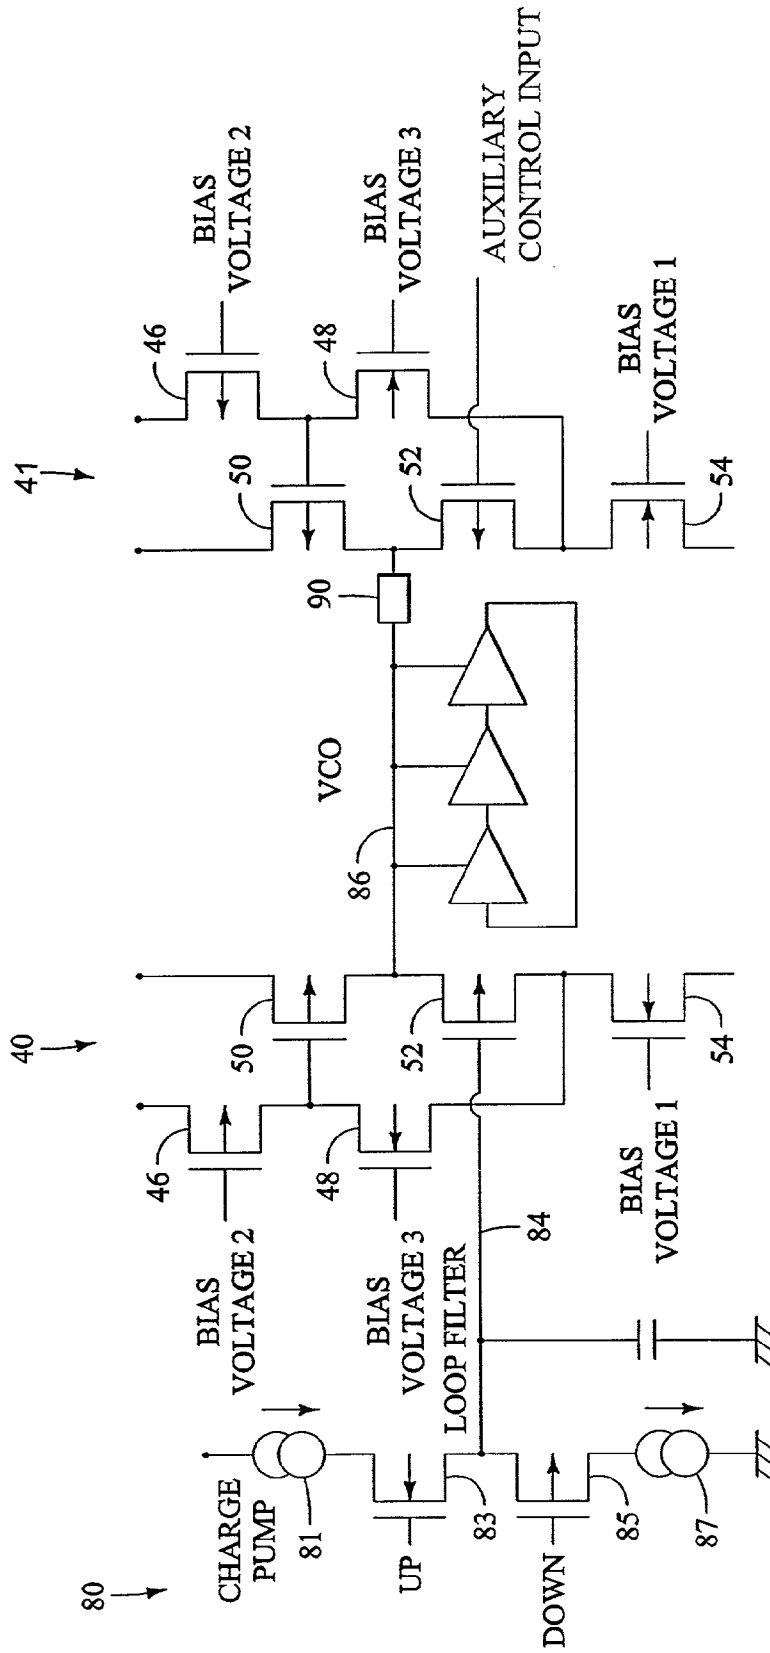 80
CHARGE
PUMP
81
UP
83
DOWN
85
87
LOOP FILTER
84
40
BIAS
VOLTAGE 2
46
50
BIAS
VOLTAGE 3
48
52
BIAS
VOLTAGE 1
54
VCO
86
90
41
50
46
BIAS
VOLTAGE 2
52
48
BIAS
VOLTAGE 3
AUXILIARY
CONTROL INPUT
BIAS
VOLTAGE 1
54